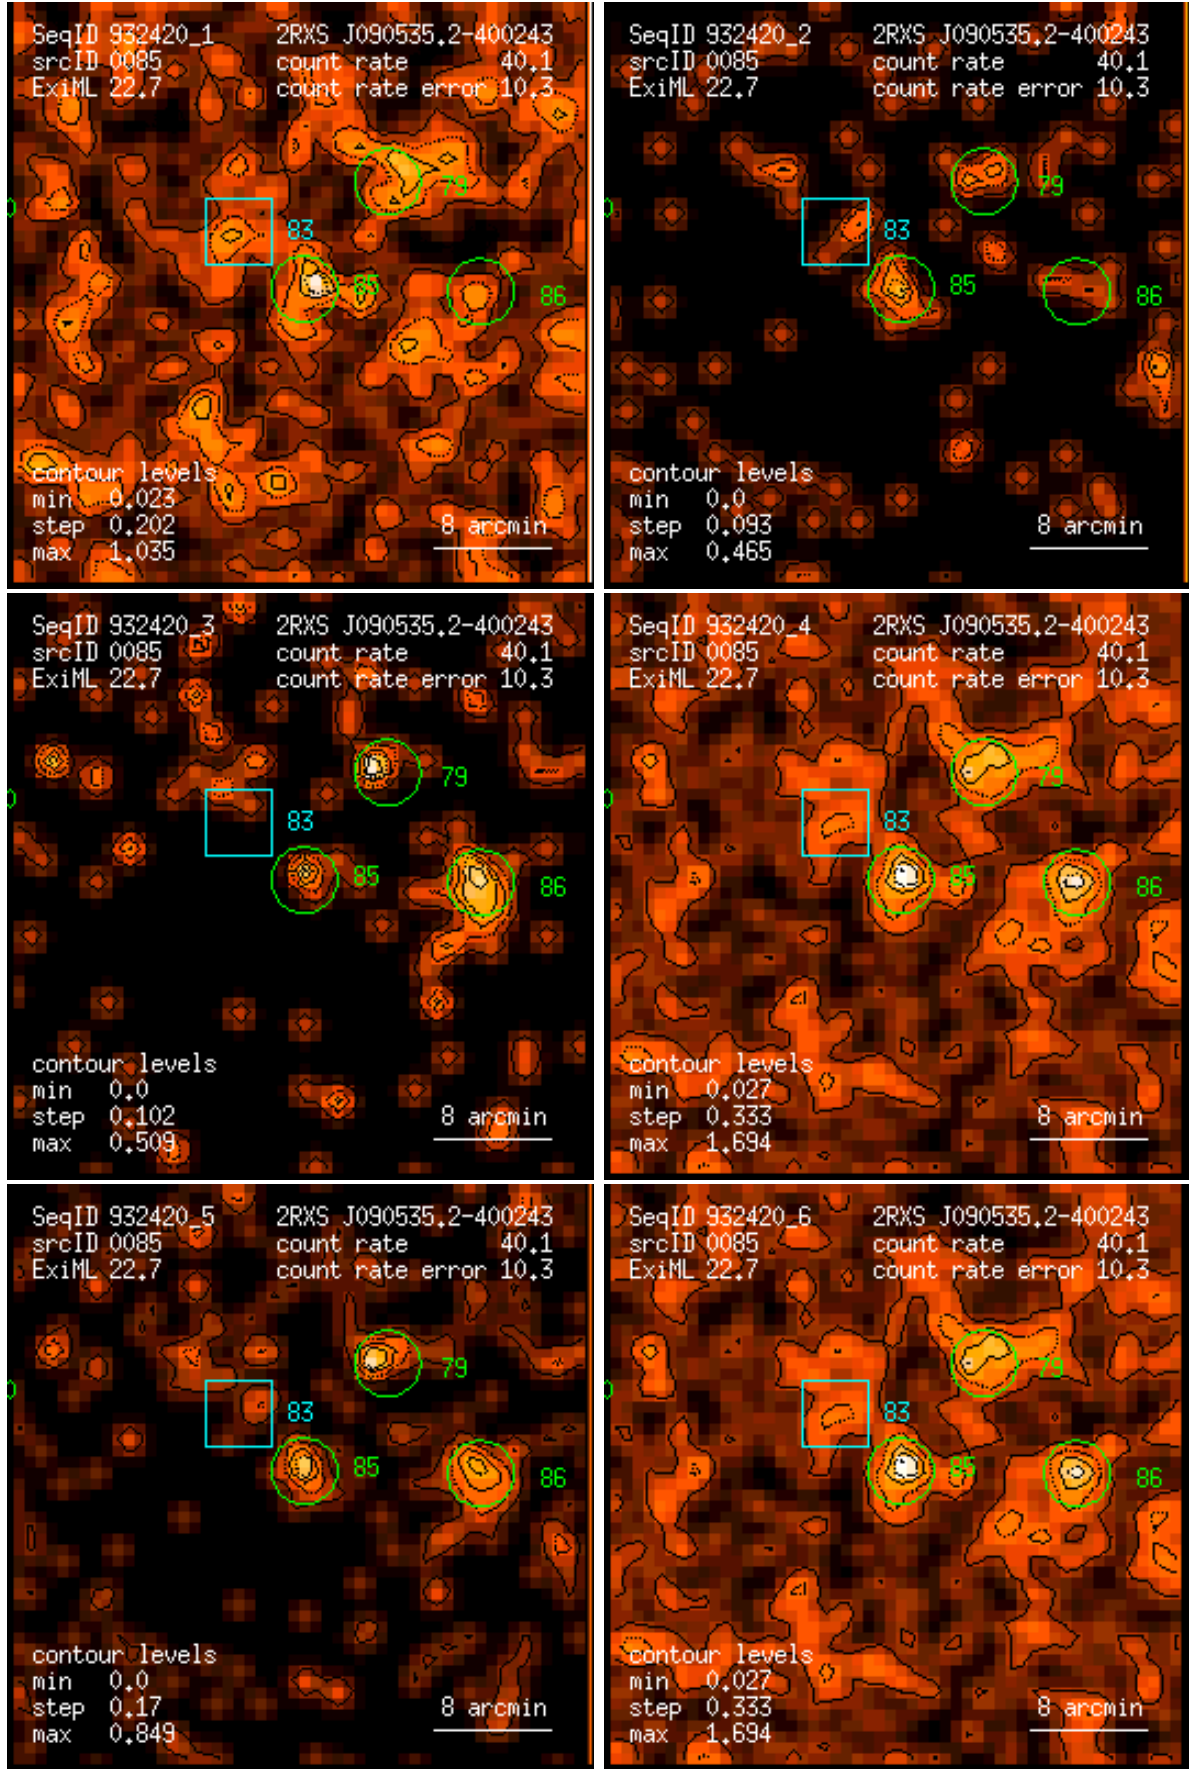 SeqID 932420_1 2RXS J090535.2-400243
srcID 0085 count rate 40.1
ExiML 22.7 count rate error 10.3
79
83
85
86
contour levels
min 0.023
step 0.202 8 arcmin
max 1.035
SeqID 932420_2 2RXS J090535.2-400243
srcID 0085 count rate 40.1
ExiML 22.7 count rate error 10.3
79
83
85
86
contour levels
min 0.0
step 0.093 8 arcmin
max 0.465
SeqID 932420_3 2RXS J090535.2-400243
srcID 0085 count rate 40.1
ExiML 22.7 count rate error 10.3
79
83
85
86
contour levels
min 0.0
step 0.102 8 arcmin
max 0.509
SeqID 932420_4 2RXS J090535.2-400243
srcID 0085 count rate 40.1
ExiML 22.7 count rate error 10.3
79
83
85
86
contour levels
min 0.027
step 0.333 8 arcmin
max 1.694
SeqID 932420_5 2RXS J090535.2-400243
srcID 0085 count rate 40.1
ExiML 22.7 count rate error 10.3
79
83
85
86
contour levels
min 0.0
step 0.17 8 arcmin
max 0.849
SeqID 932420_6 2RXS J090535.2-400243
srcID 0085 count rate 40.1
ExiML 22.7 count rate error 10.3
79
83
85
86
contour levels
min 0.027
step 0.333 8 arcmin
max 1.694